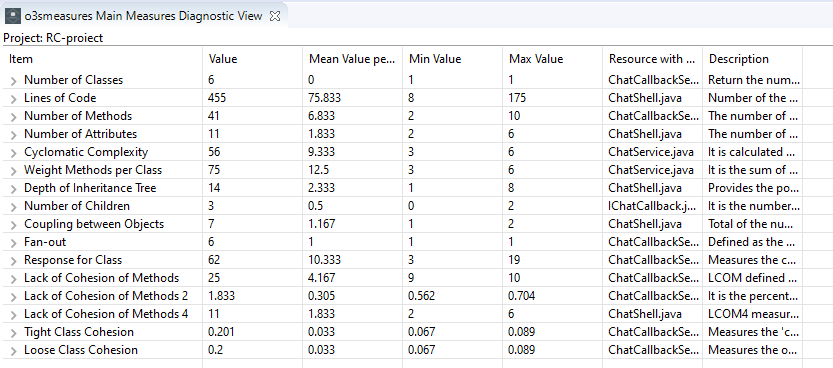 o3smeasures Main Measures Diagnostic View
Project: RC-project
Item Value Mean Value pe... Min Value Max Value Resource with ... Description
Number of Classes 6 0 1 1 ChatCallbackSe... Return the num...
Lines of Code 455 75.833 8 175 ChatShell.java Number of the ...
Number of Methods 41 6.833 2 10 ChatCallbackSe... The number of ...
Number of Attributes 11 1.833 2 6 ChatShell.java The number of ...
Cyclomatic Complexity 56 9.333 3 6 ChatService.java It is calculated ...
Weight Methods per Class 75 12.5 3 6 ChatService.java It is the sum of ...
Depth of Inheritance Tree 14 2.333 1 8 ChatShell.java Provides the po...
Number of Children 3 0.5 0 2 IChatCallback.j... It is the number...
Coupling between Objects 7 1.167 1 2 ChatShell.java Total of the nu...
Fan-out 6 1 1 1 ChatCallbackSe... Defined as the ...
Response for Class 62 10.333 3 19 ChatCallbackSe... Measures the c...
Lack of Cohesion of Methods 25 4.167 9 10 ChatCallbackSe... LCOM defined ...
Lack of Cohesion of Methods 2 1.833 0.305 0.562 0.704 ChatCallbackSe... It is the percent...
Lack of Cohesion of Methods 4 11 1.833 2 6 ChatShell.java LCOM4 measur...
Tight Class Cohesion 0.201 0.033 0.067 0.089 ChatCallbackSe... Measures the 'c...
Loose Class Cohesion 0.2 0.033 0.067 0.089 ChatCallbackSe... Measures the o...